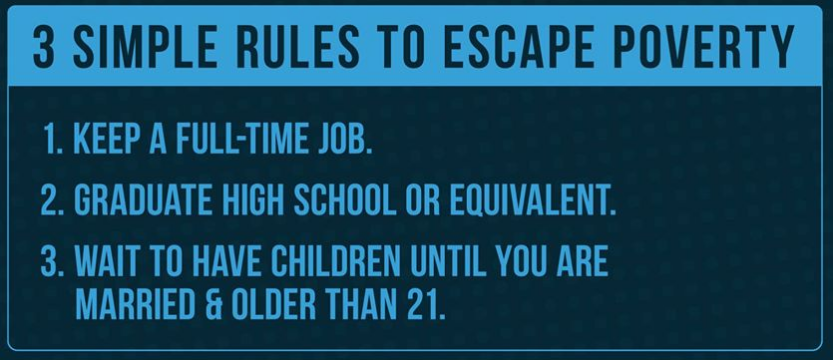 3 SIMPLE RULES TO ESCAPE POVERTY
1. KEEP A FULL-TIME JOB.
2. GRADUATE HIGH SCHOOL OR EQUIVALENT.
3. WAIT TO HAVE CHILDREN UNTIL YOU ARE
MARRIED & OLDER THAN 21.